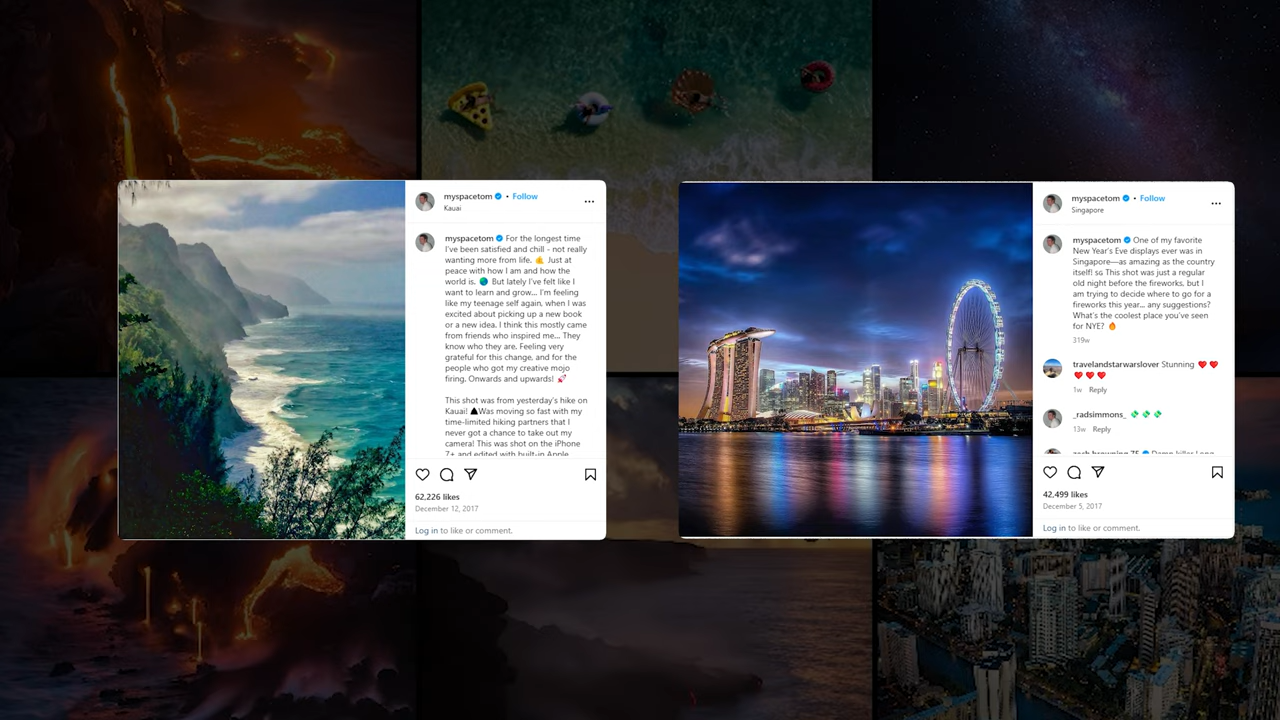 myspacetom • Follow
Kauai
myspacetom For the longest time
I've been satisfied and chill - not really
wanting more from life. 🤙 Just at
peace with how I am and how the
world is. 🌎 But lately I've felt like I
want to learn and grow... I'm feeling
like my teenage self again, when I was
excited about picking up a new book
or a new idea. I think this mostly came
from friends who inspired me... They
know who they are. Feeling very
grateful for this change, and for the
people who got my creative mojo
firing. Onwards and upwards! 🚀
This shot was from yesterday's hike on
Kauai! Was moving so fast with my
time-limited hiking partners that I
never got a chance to take out my
camera! This was shot on the iPhone
7+ and edited with built-in Apple
62,226 likes
December 12, 2017
Log in to like or comment.
myspacetom • Follow
Singapore
myspacetom One of my favorite
New Year's Eve displays ever was in
Singapore—as amazing as the country
itself! SG This shot was just a regular
old night before the fireworks, but I
am trying to decide where to go for a
fireworks this year... any suggestions?
What's the coolest place you've seen
for NYE? 🔥
319w
travelandstarwarslover Stunning ❤️ ❤️
❤️ ❤️ ❤️
1w Reply
_radsimmons_ 💸 💸 💸
13w Reply
42,499 likes
December 5, 2017
Log in to like or comment.